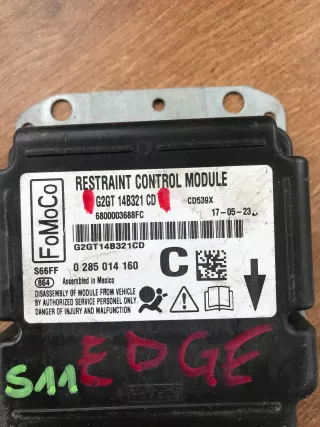 FoMoCo
RESTRAINT CONTROL MODULE
G2GT 14B321 CD CD539X
6800003688FC 17-05-23
G2GT14B321CD
S66FF 0 285 014 160 C
864 Assembled in Mexico
DISASSEMBLY OF MODULE FROM VEHICLE
BY AUTHORIZED SERVICE PERSONNEL ONLY.
DANGER OF INJURY AND MALFUNCTION
S11 EDGE